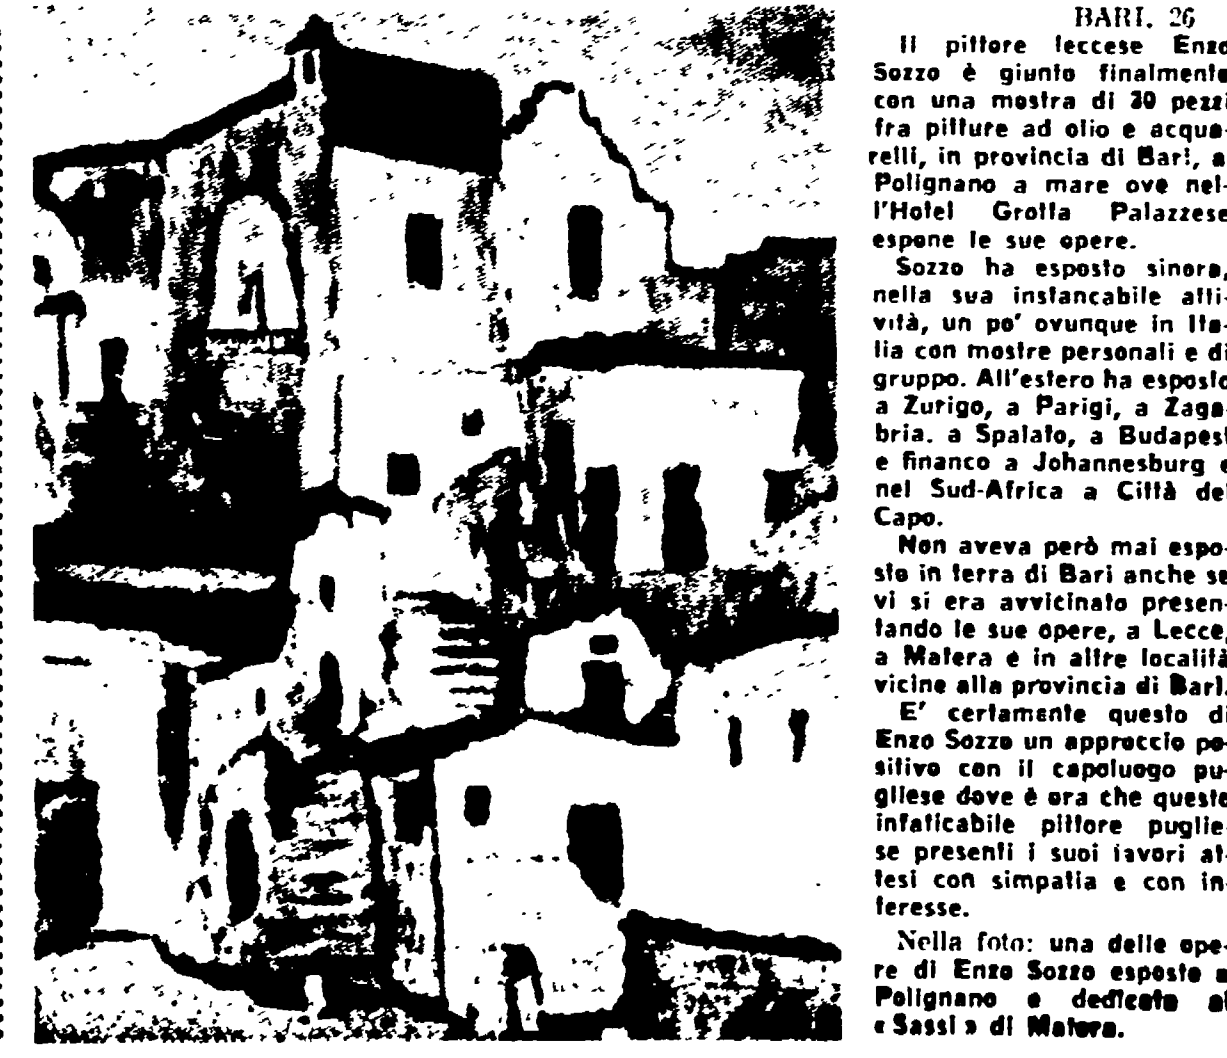 BARI. 26
Il pittore leccese Enzo
Sozzo è giunto finalmente
con una mostra di 20 pezzi
fra pitture ad olio e acqua-
relli, in provincia di Bari, a
Polignano a mare ove nel-
l'Hotel Grotta Palazzese
espone le sue opere.
Sozzo ha esposto sinora,
nella sua instancabile atti-
vità, un po' ovunque in Ita-
lia con mostre personali e di
gruppo. All'estero ha esposto
a Zurigo, a Parigi, a Zaga-
bria. a Spalato, a Budapest
e financo a Johannesburg e
nel Sud-Africa a Città del
Capo.
Non aveva però mai espo-
sto in terra di Bari anche se
vi si era avvicinato presen-
tando le sue opere, a Lecce,
a Matera e in altre località
vicine alla provincia di Bari.
E' certamente questo di
Enzo Sozzo un approccio po-
sitivo con il capoluogo pu-
gliese dove è ora che questo
infaticabile pittore puglie-
se presenti i suoi lavori at-
tesi con simpatia e con in-
teresse.
Nella foto: una delle ope-
re di Enzo Sozzo esposte a
Polignano e dedicata ai
« Sassi » di Matera.